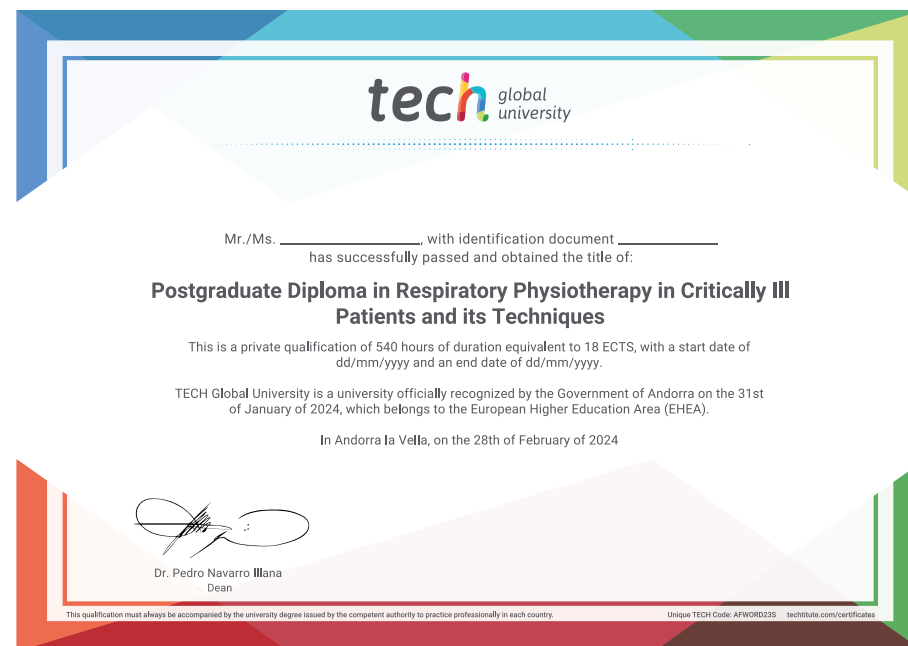 tech global university
Mr./Ms. ____________, with identification document ____________
has successfully passed and obtained the title of:
Postgraduate Diploma in Respiratory Physiotherapy in Critically Ill
Patients and its Techniques
This is a private qualification of 540 hours of duration equivalent to 18 ECTS, with a start date of
dd/mm/yyyy and an end date of dd/mm/yyyy.
TECH Global University is a university officially recognized by the Government of Andorra on the 31st
of January of 2024, which belongs to the European Higher Education Area (EHEA).
In Andorra la Vella, on the 28th of February of 2024
Dr. Pedro Navarro Illana
Dean
This qualification must always be accompanied by the university degree issued by the competent authority to practice professionally in each country.
Unique TECH Code: AFWORD23S techtitute.com/certificates